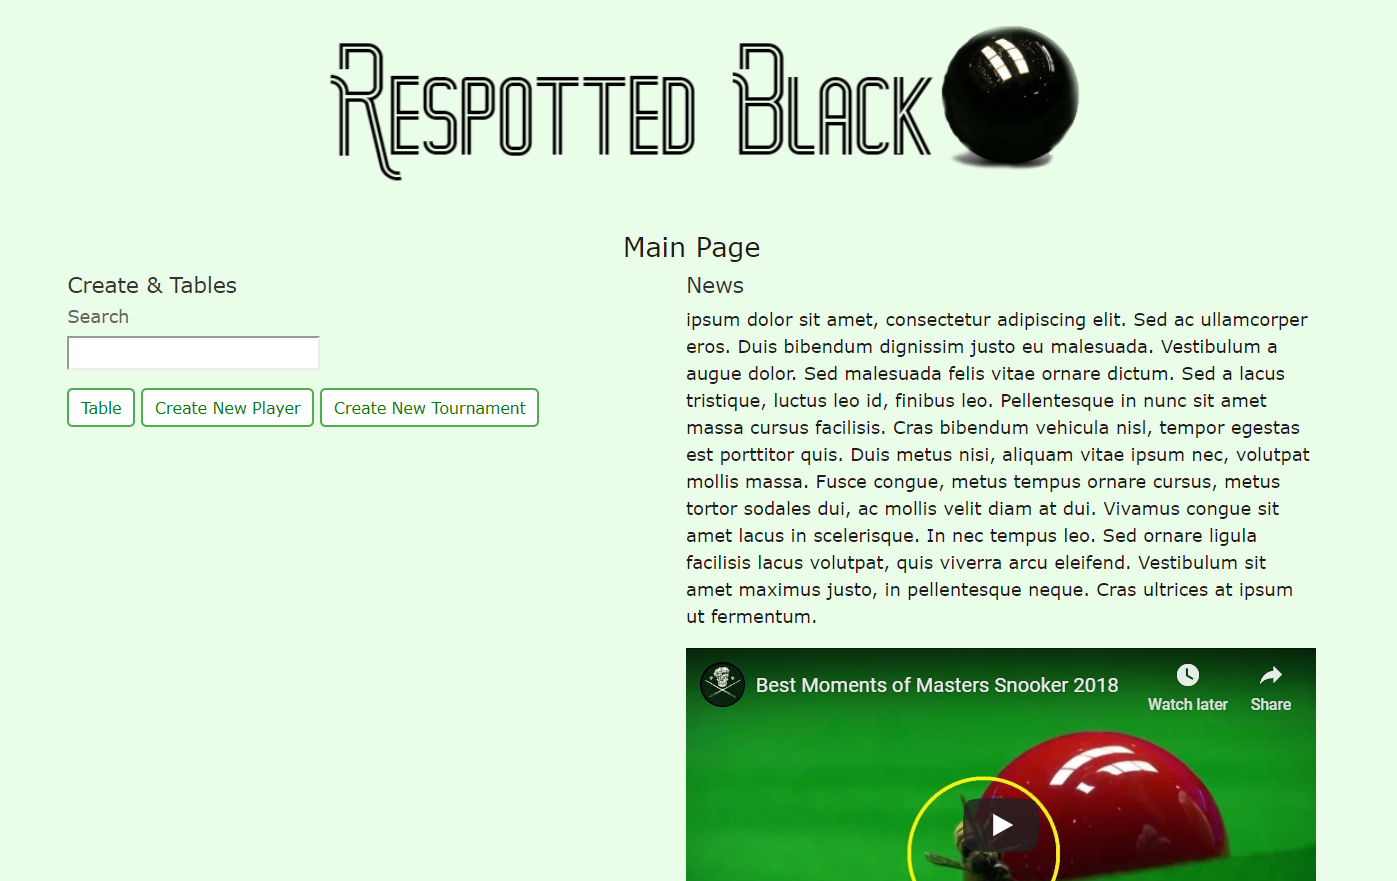 Respotted Black
Main Page
Create & Tables
Search
Table
Create New Player
Create New Tournament
News
ipsum dolor sit amet, consectetur adipiscing elit. Sed ac ullamcorper
eros. Duis bibendum dignissim justo eu malesuada. Vestibulum a
augue dolor. Sed malesuada felis vitae ornare dictum. Sed a lacus
tristique, luctus leo id, finibus leo. Pellentesque in nunc sit amet
massa cursus facilisis. Cras bibendum vehicula nisl, tempor egestas
est porttitor quis. Duis metus nisi, aliquam vitae ipsum nec, volutpat
mollis massa. Fusce congue, metus tempus ornare cursus, metus
tortor sodales dui, ac mollis velit diam at dui. Vivamus congue sit
amet lacus in scelerisque. In nec tempus leo. Sed ornare ligula
facilisis lacus volutpat, quis viverra arcu eleifend. Vestibulum sit
amet maximus justo, in pellentesque neque. Cras ultrices at ipsum
ut fermentum.
Best Moments of Masters Snooker 2018
Watch later
Share